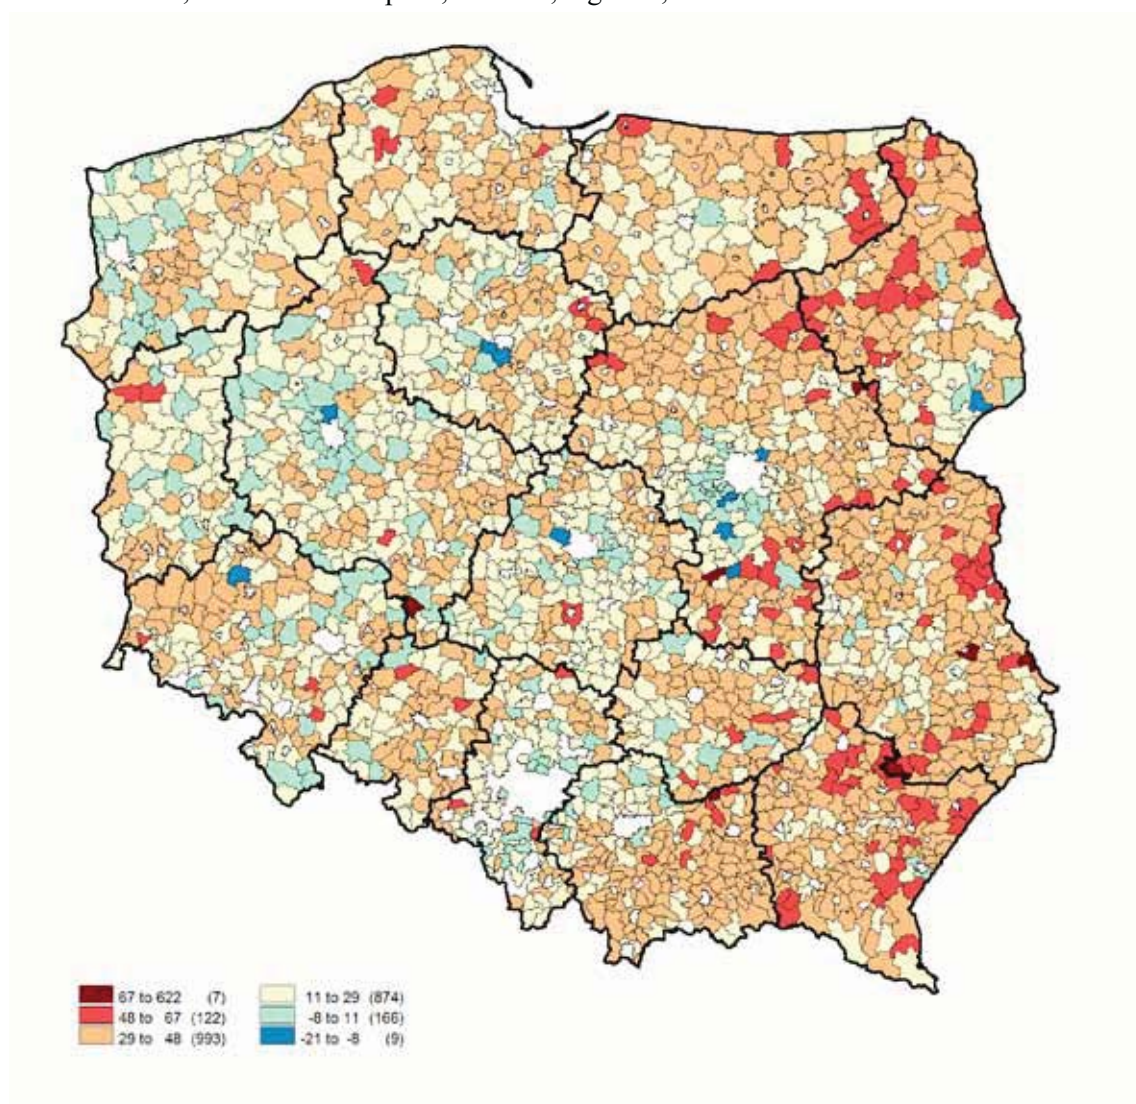 67 to 622 (7)
48 to 67 (122)
29 to 48 (993)
11 to 29 (874)
-8 to 11 (166)
-21 to -8 (9)